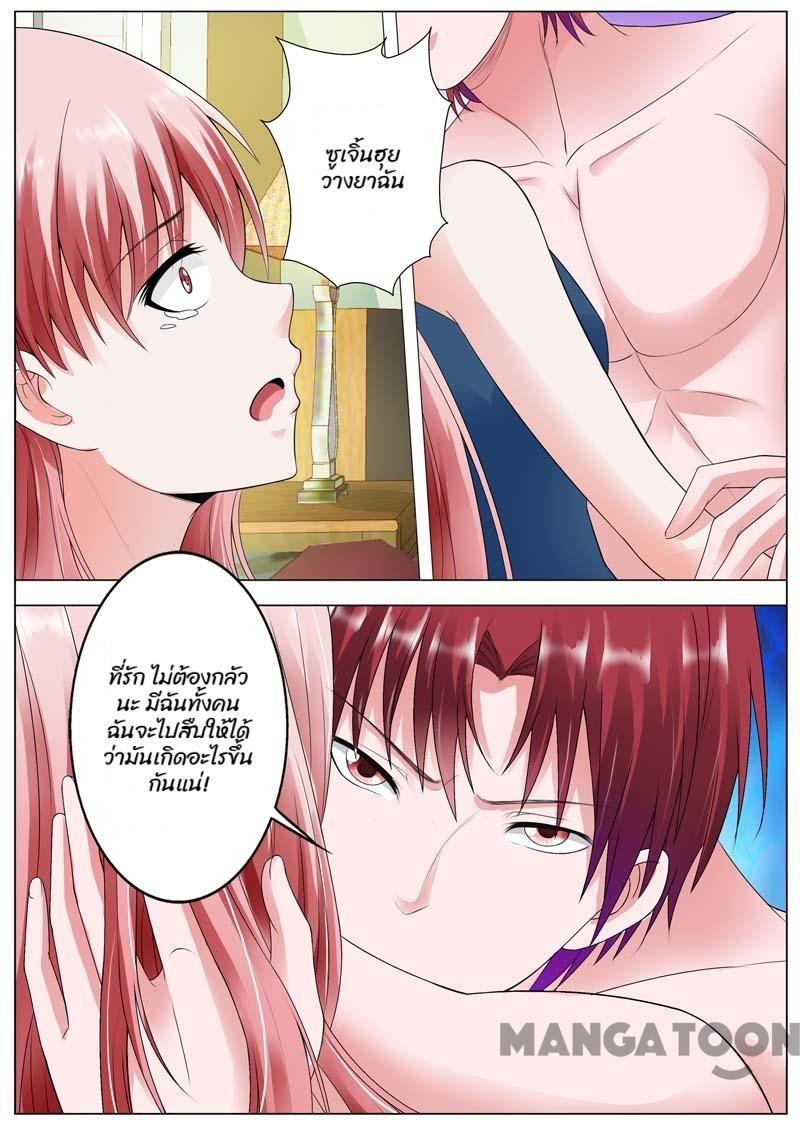 ซูเจิ้นฮุย
วางยาฉัน
ที่รัก ไม่ต้องกลัว
นะ มีฉันทั้งคน
ฉันจะไปสืบให้ได้
ว่ามันเกิดอะไรขึ้น
กันแน่!
MANGATOON